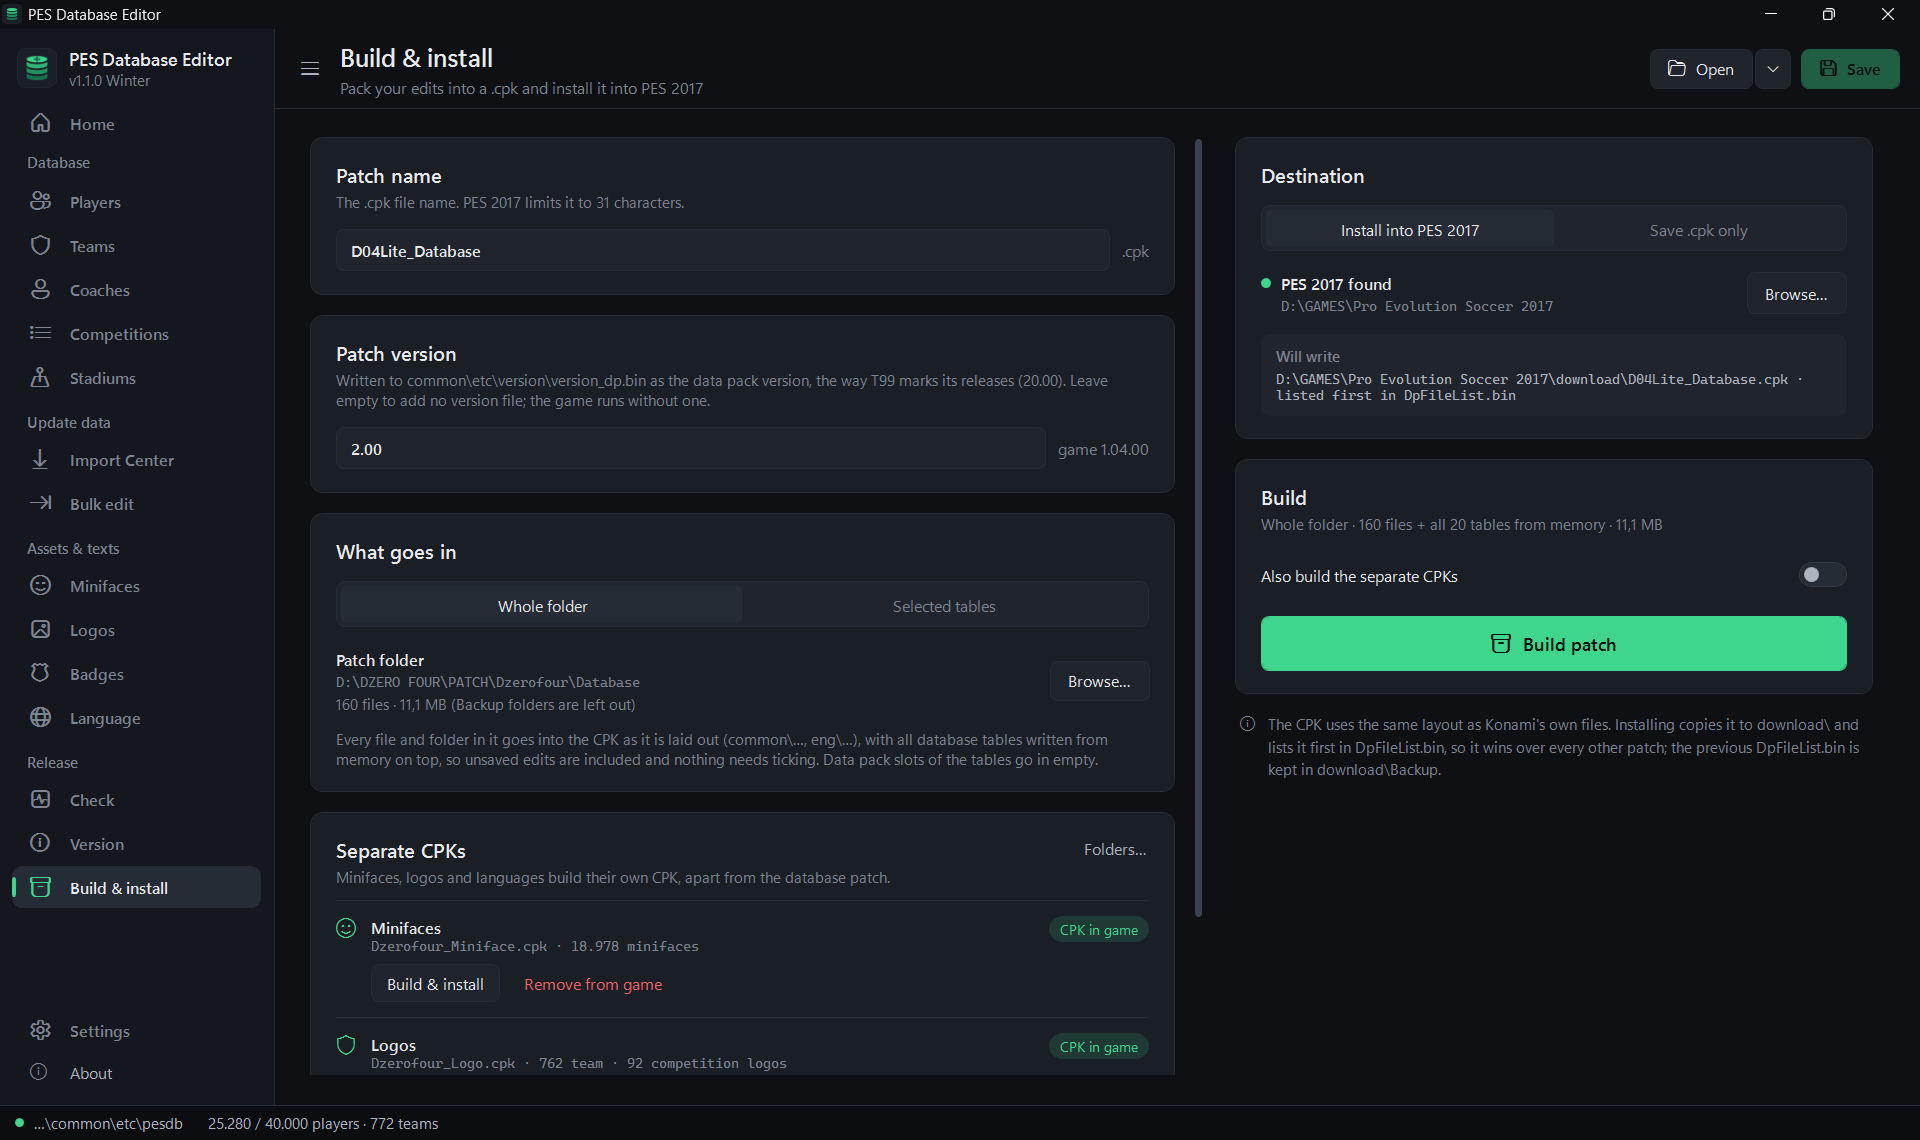 PES Database Editor
PES Database Editor
v1.1.0 Winter
Home
Database
Players
Teams
Coaches
Competitions
Stadiums
Update data
Import Center
Bulk edit
Assets & texts
Minifaces
Logos
Badges
Language
Release
Check
Version
Build & install
Settings
About
Build & install
Pack your edits into a .cpk and install it into PES 2017
Open
Save
Patch name
The .cpk file name. PES 2017 limits it to 31 characters.
D04Lite_Database
.cpk
Patch version
Written to common\etc\version\version_dp.bin as the data pack version, the way T99 marks its releases (20.00). Leave
empty to add no version file; the game runs without one.
2.00
game 1.04.00
What goes in
Whole folder
Selected tables
Patch folder
D:\DZERO FOUR\PATCH\Dzerofour\Database
160 files · 11,1 MB (Backup folders are left out)
Browse...
Every file and folder in it goes into the CPK as it is laid out (common\..., eng\...), with all database tables written from
memory on top, so unsaved edits are included and nothing needs ticking. Data pack slots of the tables go in empty.
Separate CPKs
Folders...
Minifaces, logos and languages build their own CPK, apart from the database patch.
Minifaces
Dzerofour_Miniface.cpk · 18.978 minifaces
CPK in game
Build & install
Remove from game
Logos
Dzerofour_Logo.cpk · 762 team · 92 competition logos
CPK in game
Destination
Install into PES 2017
Save .cpk only
PES 2017 found
D:\GAMES\Pro Evolution Soccer 2017
Browse...
Will write
D:\GAMES\Pro Evolution Soccer 2017\download\D04Lite_Database.cpk ·
listed first in DpFileList.bin
Build
Whole folder · 160 files + all 20 tables from memory · 11,1 MB
Also build the separate CPKs
Build patch
The CPK uses the same layout as Konami's own files. Installing copies it to download\ and
lists it first in DpFileList.bin, so it wins over every other patch; the previous DpFileList.bin is
kept in download\Backup.
...\common\etc\pesdb
25.280 / 40.000 players · 772 teams